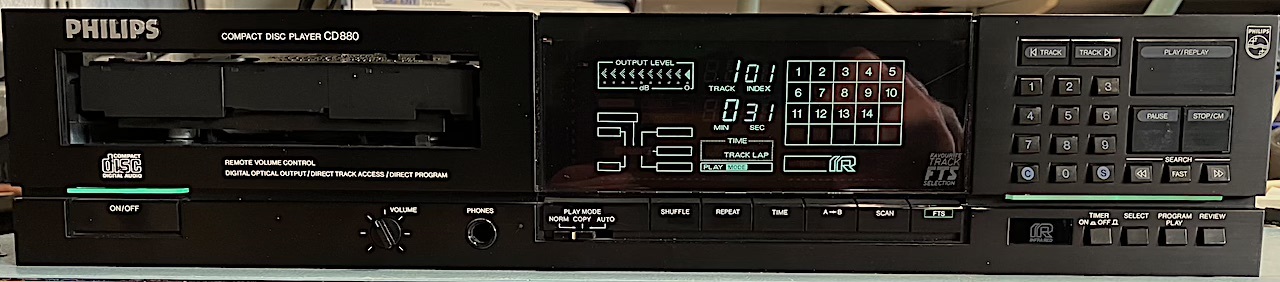 PHILIPS
COMPACT DISC PLAYER CD880
COMPACT
disc
DIGITAL AUDIO
REMOTE VOLUME CONTROL
DIGITAL OPTICAL OUTPUT/DIRECT TRACK ACCESS/DIRECT PROGRAM
ON/OFF
VOLUME
PHONES
OUTPUT LEVEL
dB 0
101
TRACK INDEX
031
MIN SEC
TIME
TRACK LAP
PLAY MODE
1 2 3 4 5
6 7 8 9 10
11 12 13 14
IR
FAVOURITE
TRACK
FTS
SELECTION
PLAY MODE
NORM COPY AUTO
SHUFFLE
REPEAT
TIME
A↔B
SCAN
FTS
TRACK
TRACK
PLAY/REPLAY
PHILIPS
1 2 3
4 5 6
7 8 9
C 0 S
PAUSE
STOP/CM
SEARCH
FAST
IR
INFRARED
TIMER
ON OFF
SELECT
PROGRAM
PLAY
REVIEW